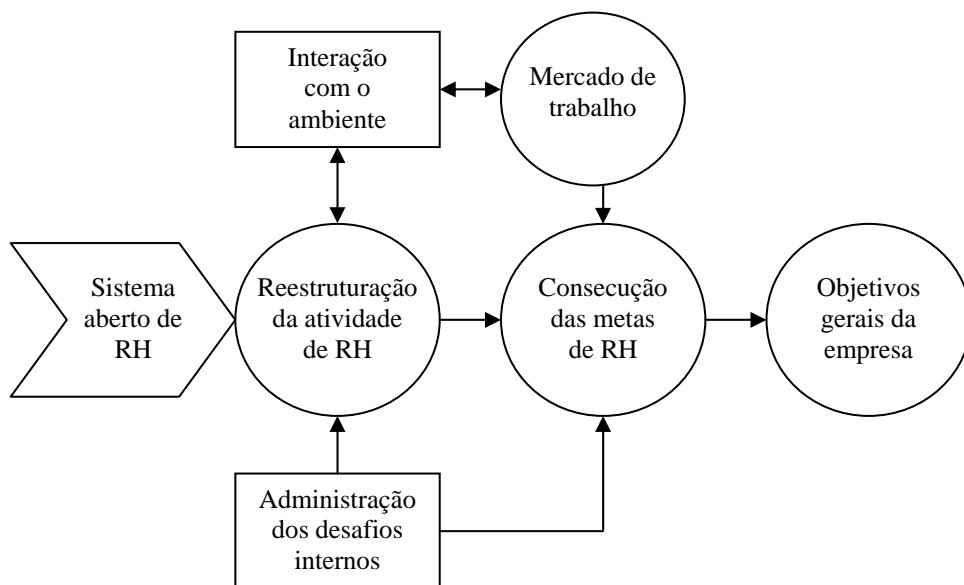 Interação
com o
ambiente
Mercado de
trabalho
Sistema
aberto de
RH
Reestruturação
da atividade
de RH
Consecução
das metas
de RH
Objetivos
gerais da
empresa
Administração
dos desafios
internos